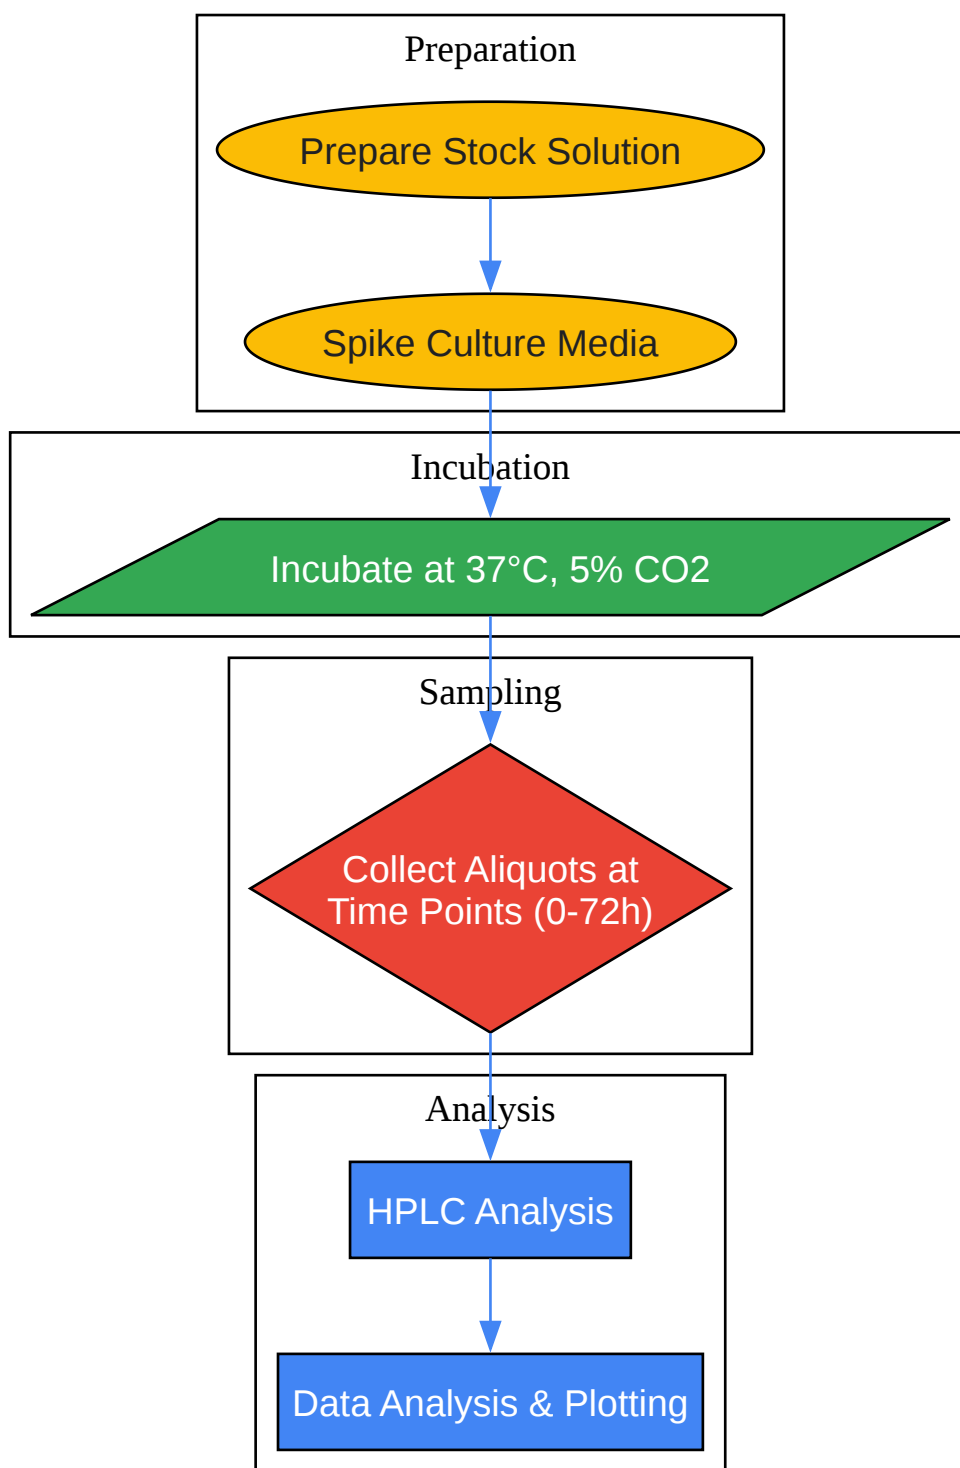 Preparation
Prepare Stock Solution
Spike Culture Media
Incubation
Incubate at 37°C, 5% CO2
Sampling
Collect Aliquots at
Time Points (0-72h)
Analysis
HPLC Analysis
Data Analysis & Plotting